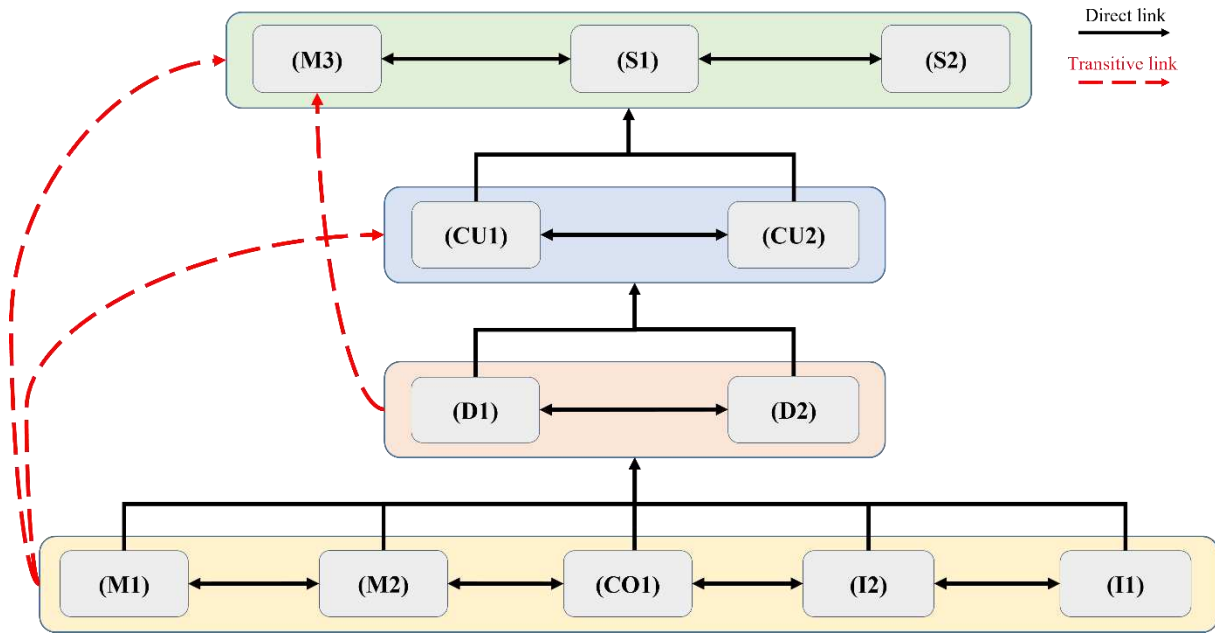 Direct link
Transitive link
(M3)
(S1)
(S2)
(CU1)
(CU2)
(D1)
(D2)
(M1)
(M2)
(CO1)
(I2)
(I1)